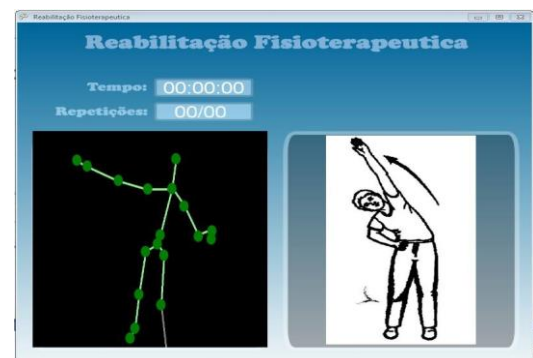 Reabilitação Fisioterapeutica
Reabilitação Fisioterapeutica
Tempo: 00:00:00
Repetições: 00/00